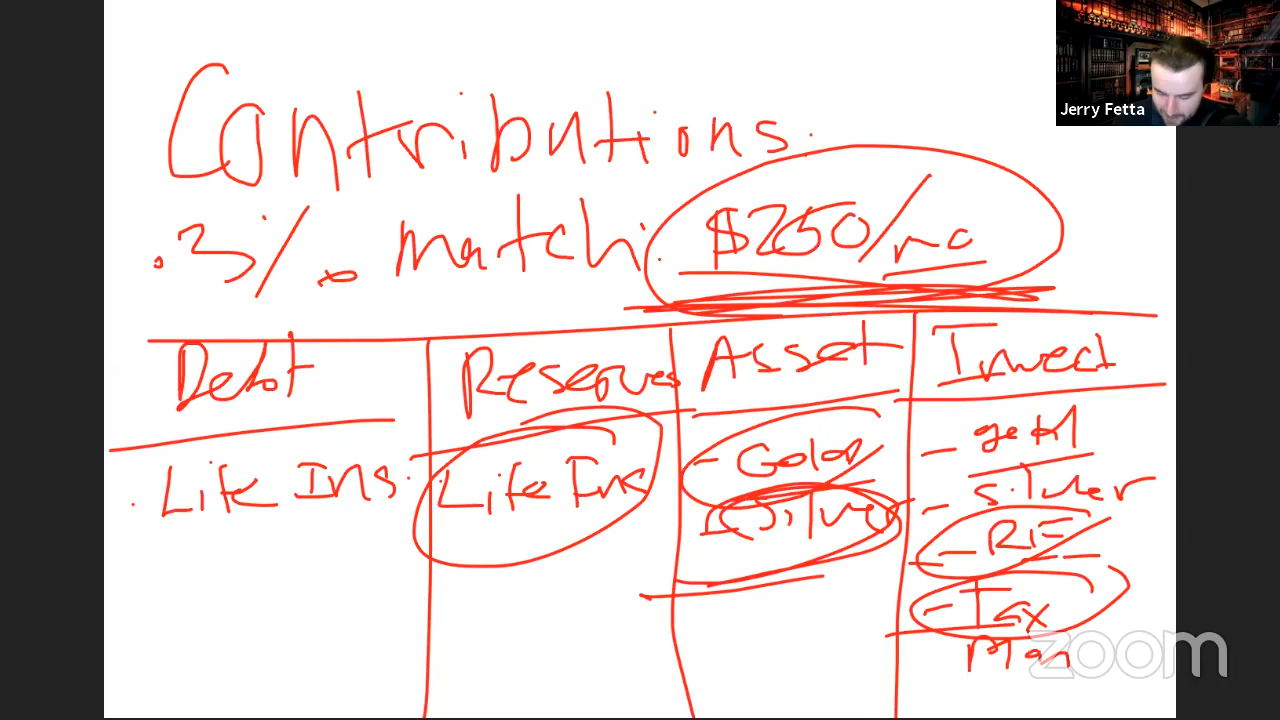 Jerry Fetta
Contributions.
.3% match. $250/mo
Debt Reserves Asset Invest
. Life Ins. Life Ins - Gold - gold
Silver - silver
- RE
- Tax
Plan
zoom